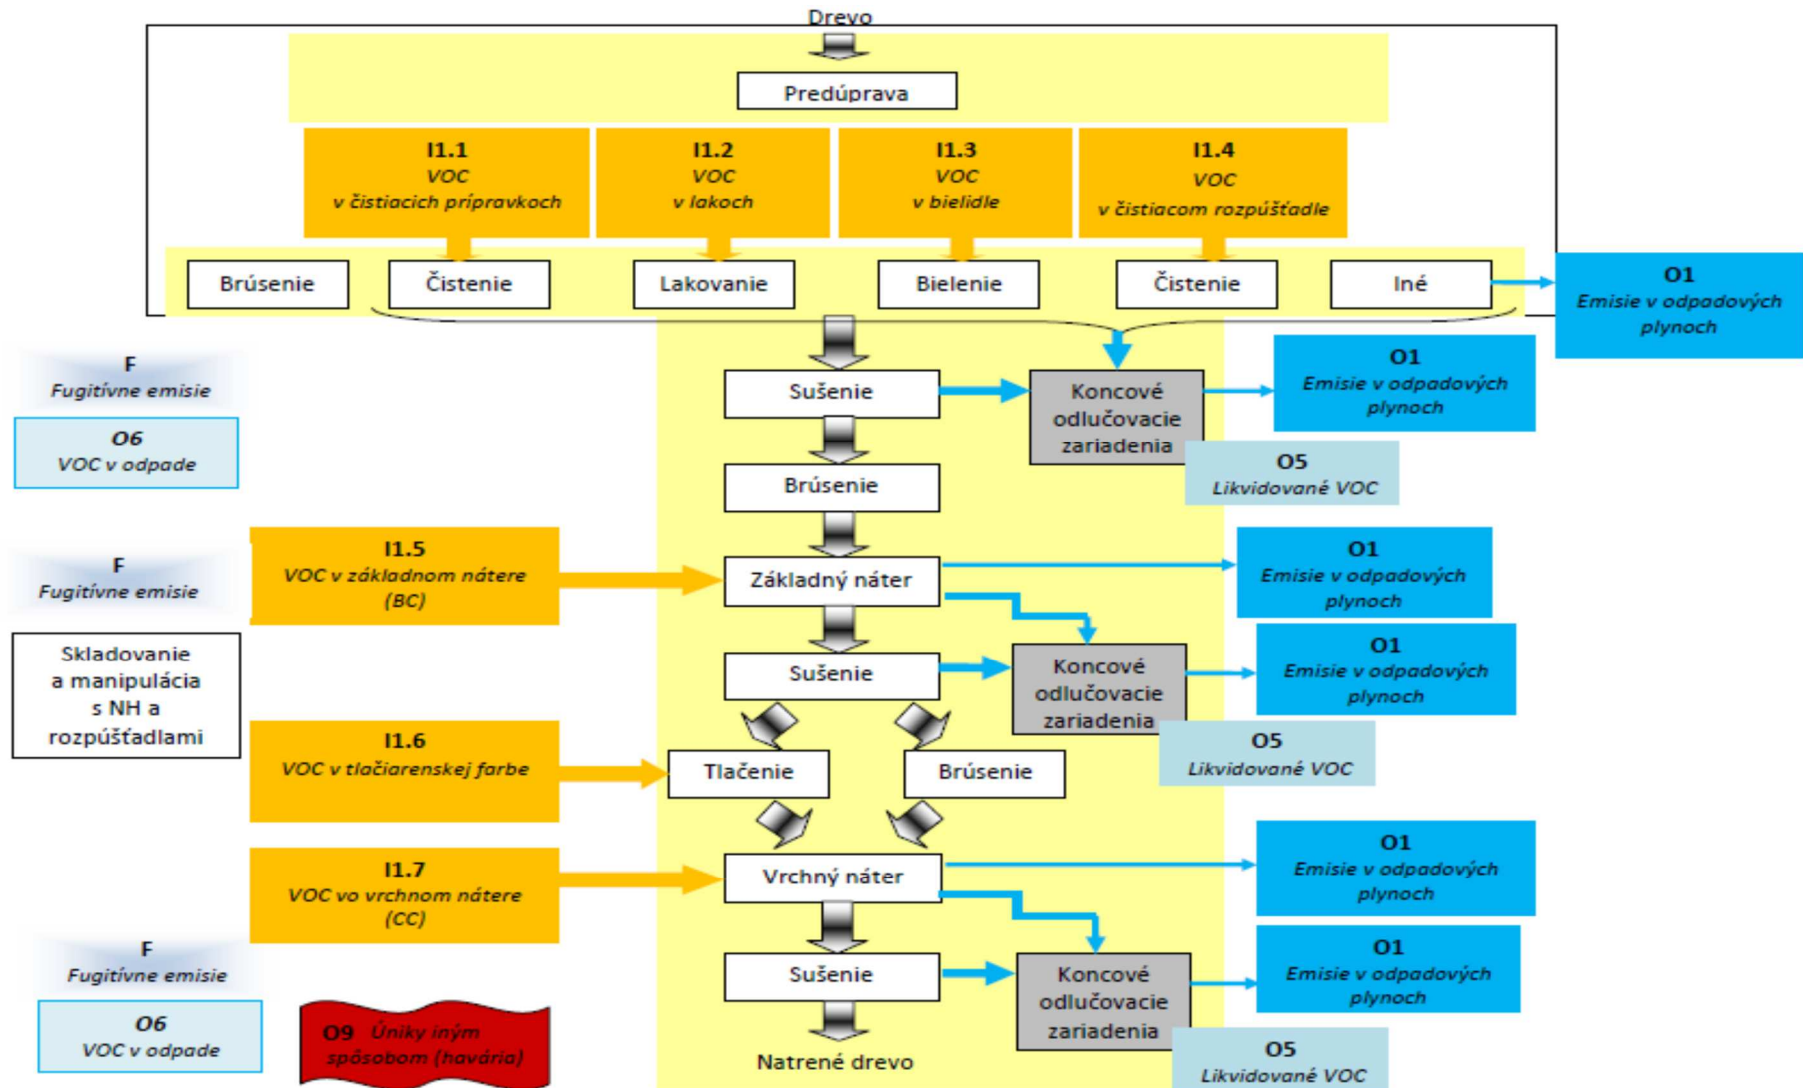 Drevo
Predúprava
I1.1
VOC
v čistiacich prípravkoch
I1.2
VOC
v lakoch
I1.3
VOC
v bielidle
I1.4
VOC
v čistiacom rozpúšťadle
Brúsenie
Čistenie
Lakovanie
Bielenie
Čistenie
Iné
O1
Emisie v odpadových
plynoch
F
Fugitívne emisie
O6
VOC v odpade
Sušenie
Koncové
odlučovacie
zariadenia
O1
Emisie v odpadových
plynoch
O5
Likvidované VOC
Brúsenie
F
Fugitívne emisie
I1.5
VOC v základnom nátere
(BC)
Základný náter
O1
Emisie v odpadových
plynoch
Skladovanie
a manipulácia
s NH a
rozpúšťadlami
Sušenie
Koncové
odlučovacie
zariadenia
O1
Emisie v odpadových
plynoch
O5
Likvidované VOC
I1.6
VOC v tlačiarenskej farbe
Tlačenie
Brúsenie
I1.7
VOC vo vrchnom nátere
(CC)
Vrchný náter
O1
Emisie v odpadových
plynoch
F
Fugitívne emisie
O6
VOC v odpade
O9 Úniky iným
spôsobom (havária)
Sušenie
Koncové
odlučovacie
zariadenia
O1
Emisie v odpadových
plynoch
O5
Likvidované VOC
Natrené drevo